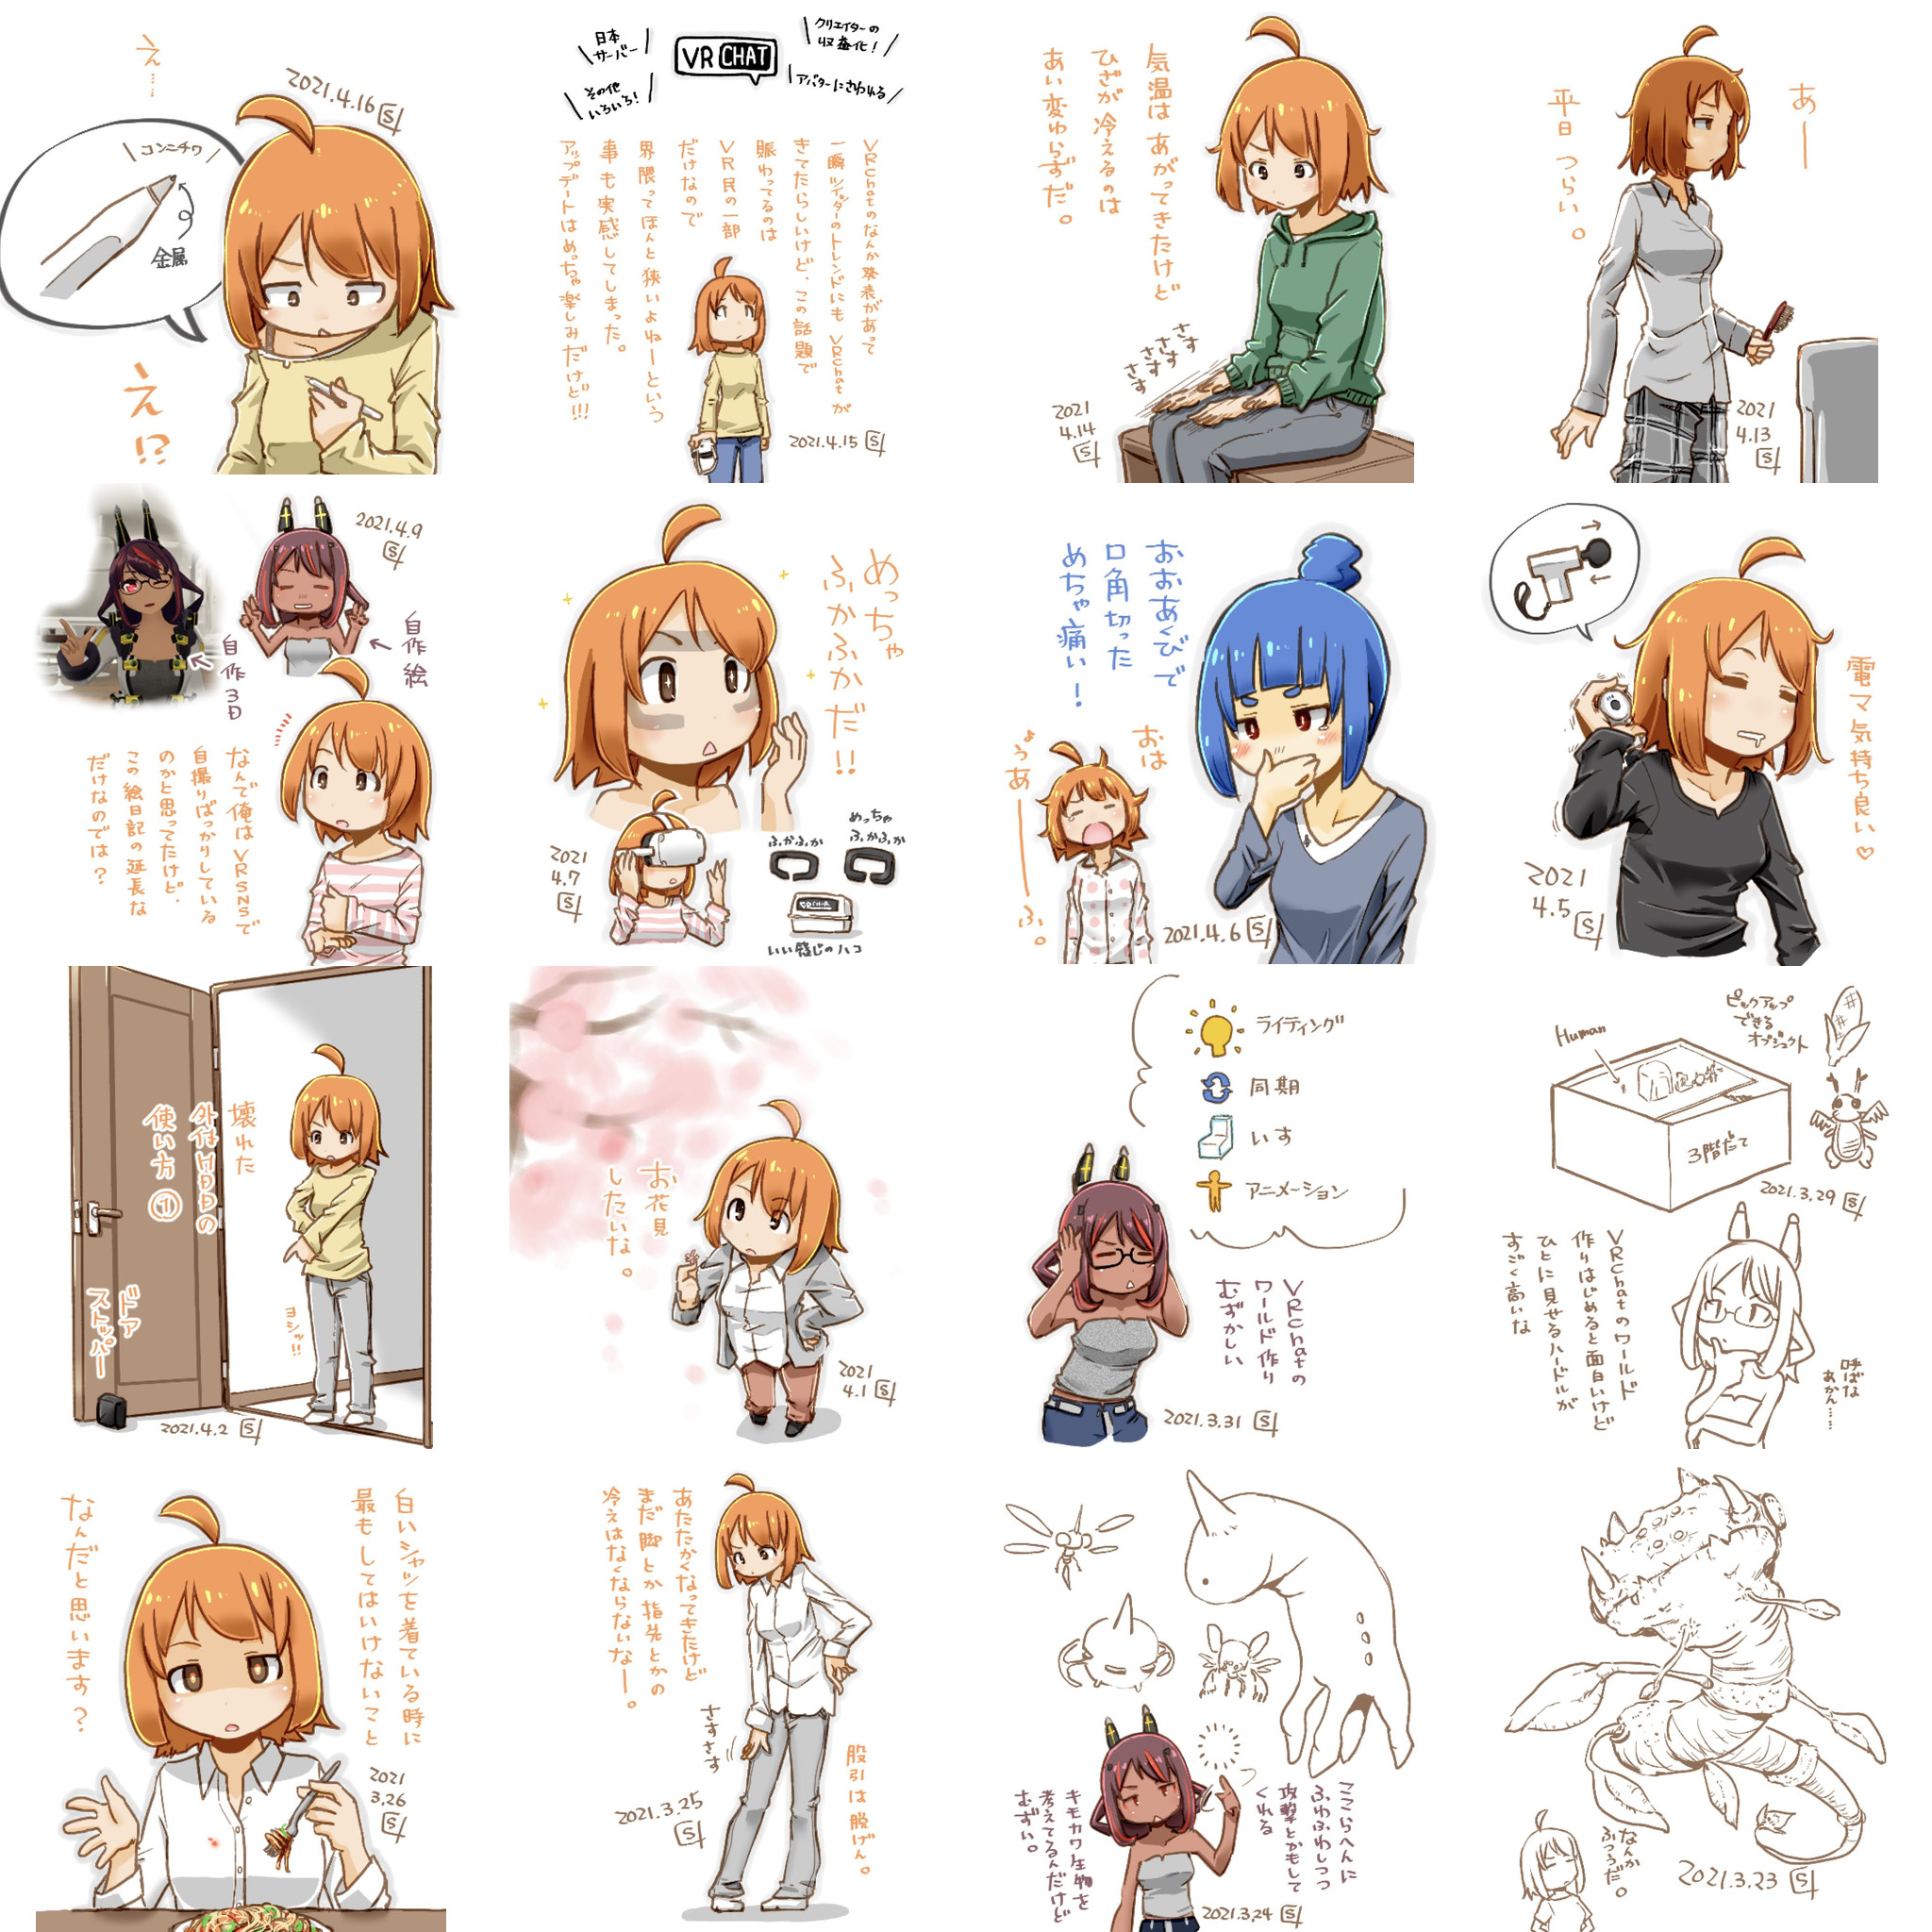 え……
2021.4.16 S
コンニチワ
金属
え!?
日本
サーバー
VR CHAT
クリエイターの
収益化！
その他
いろいろ！
アバターにさわれる
VRChatのなんか発表があって
一瞬ツイッターのトレンドにも VRChatが
きてたらしいけど、この話題で
賑わってるのは
VR民の一部
だけなので
界隈ってほんと狭いよねーという
事も実感してしまった。
アップデートはめっちゃ楽しみだけど!!!
2021.4.15 S
気温は あがってきたけど
ひざが冷えるのは
あい変わらずだ。
さす
さす
さす
さす
2021
4.14
S
あー
平日 つらい。
2021
4.13
S
2021.4.9
S
自作絵
自作3D
なんで俺はVRSNSで
自撮りばっかりしている
のかと思ってたけど、
この絵日記の延長な
だけなのでは？
めっちゃ
ふかふかだ!!
2021
4.7
S
ふかふか
めっちゃ
ふかふか
いい感じのハコ
おおあくびで
口角切った
めちゃ痛い！
おは
ょぅあーーふ。
2021.4.6 S
電マ気持ち良い♡
2021
4.5
S
壊れた
外付HDDの
使い方①
ドア
ストッパー
ヨシッ!!
2021.4.2 S
お花見
したいな。
2021
4.1 S
ライティング
同期
いす
アニメーション
VRChatの
ワールド作り
むずかしい
2021.3.31 S
ピックアップ
できる
オブジェクト
Human
3階だて
2021.3.29 S
VRChatのワールド
作りはじめると面白いけど
ひとに見せるハードルが
すごく高いな
呼ばな
あかん……
白いシャツを着ている時に
最もしてはいけないこと
なんだと思います？
2021
3.26
S
あたたかくなってきたけど
まだ脚とか指先とかの
冷えはなくならないなー。
さすさす
股引は脱げん。
2021.3.25
S
ここらへんに
ふわふわしつつ
攻撃とかもして
くれる
キモカワ生物を
考えてるんだけど
むずい。
2021.3.24 S
なんか
ふつうだ。
2021.3.23 S